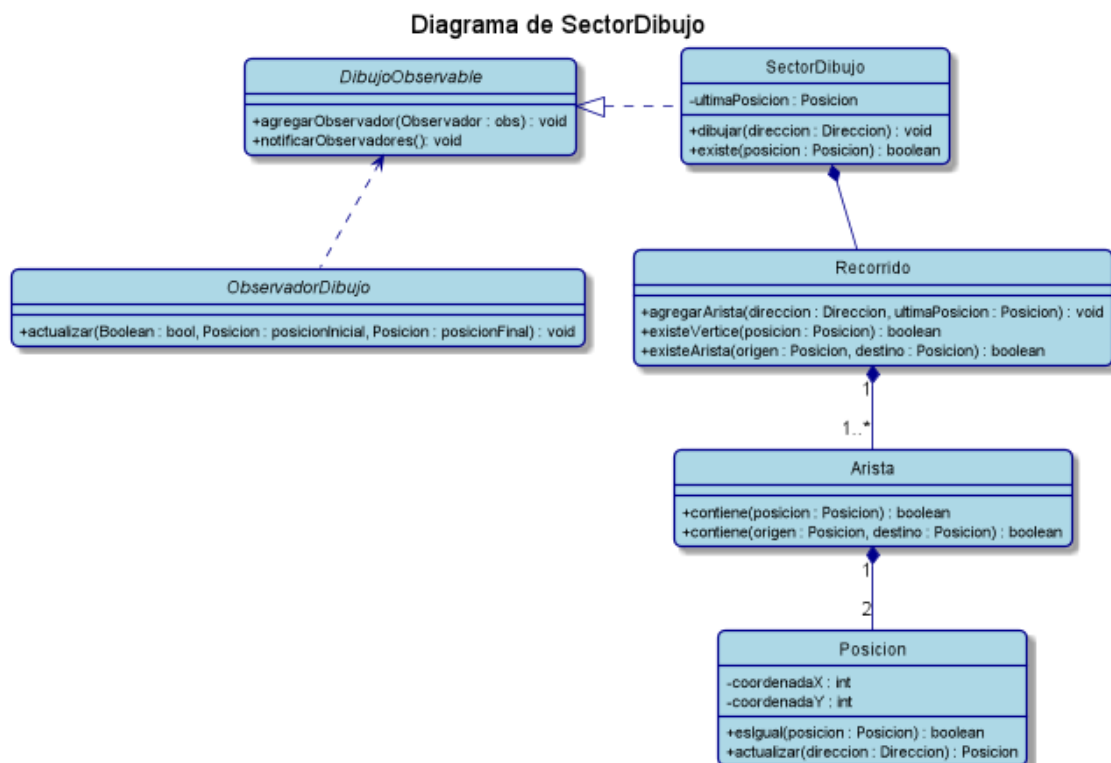 Diagrama de SectorDibujo
DibujoObservable
+agregarObservador(Observador : obs) : void
+notificarObservadores(): void
SectorDibujo
-ultimaPosicion : Posicion
+dibujar(direccion : Direccion) : void
+existe(posicion : Posicion) : boolean
ObservadorDibujo
+actualizar(Boolean : bool, Posicion : posicionInicial, Posicion : posicionFinal) : void
Recorrido
+agregarArista(direccion : Direccion, ultimaPosicion : Posicion) : void
+existeVertice(posicion : Posicion) : boolean
+existeArista(origen : Posicion, destino : Posicion) : boolean
1
1..*
Arista
+contiene(posicion : Posicion) : boolean
+contiene(origen : Posicion, destino : Posicion) : boolean
1
2
Posicion
-coordenadaX : int
-coordenadaY : int
+esIgual(posicion : Posicion) : boolean
+actualizar(direccion : Direccion) : Posicion